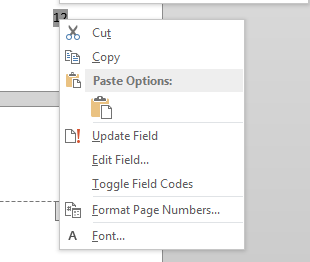 12
Cut
Copy
Paste Options:
Update Field
Edit Field...
Toggle Field Codes
Format Page Numbers...
A Font...